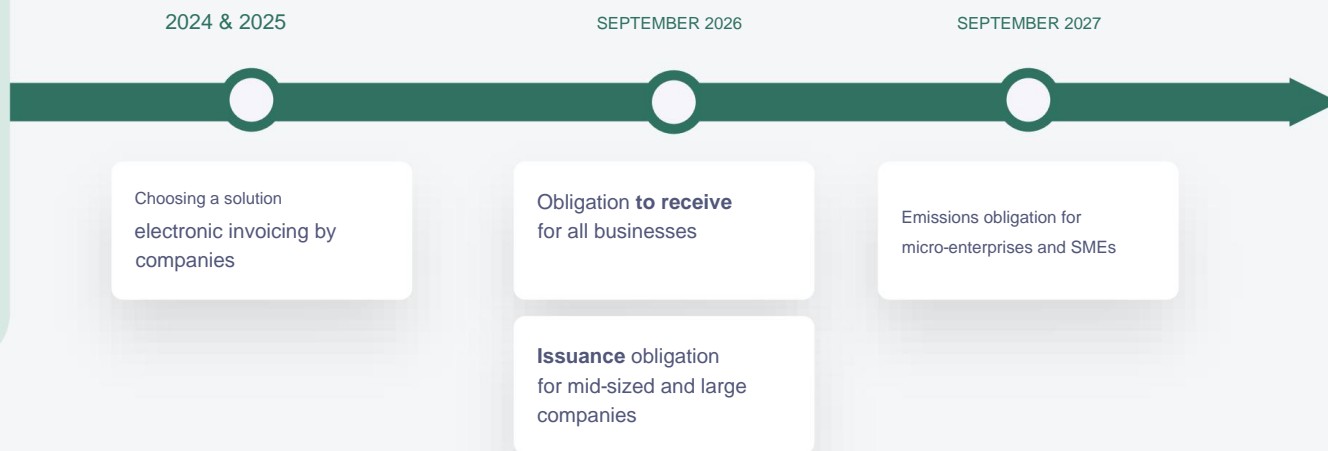 2024 & 2025
SEPTEMBER 2026
SEPTEMBER 2027
Choosing a solution
electronic invoicing by
companies
Obligation to receive
for all businesses
Issuance obligation
for mid-sized and large
companies
Emissions obligation for
micro-enterprises and SMEs